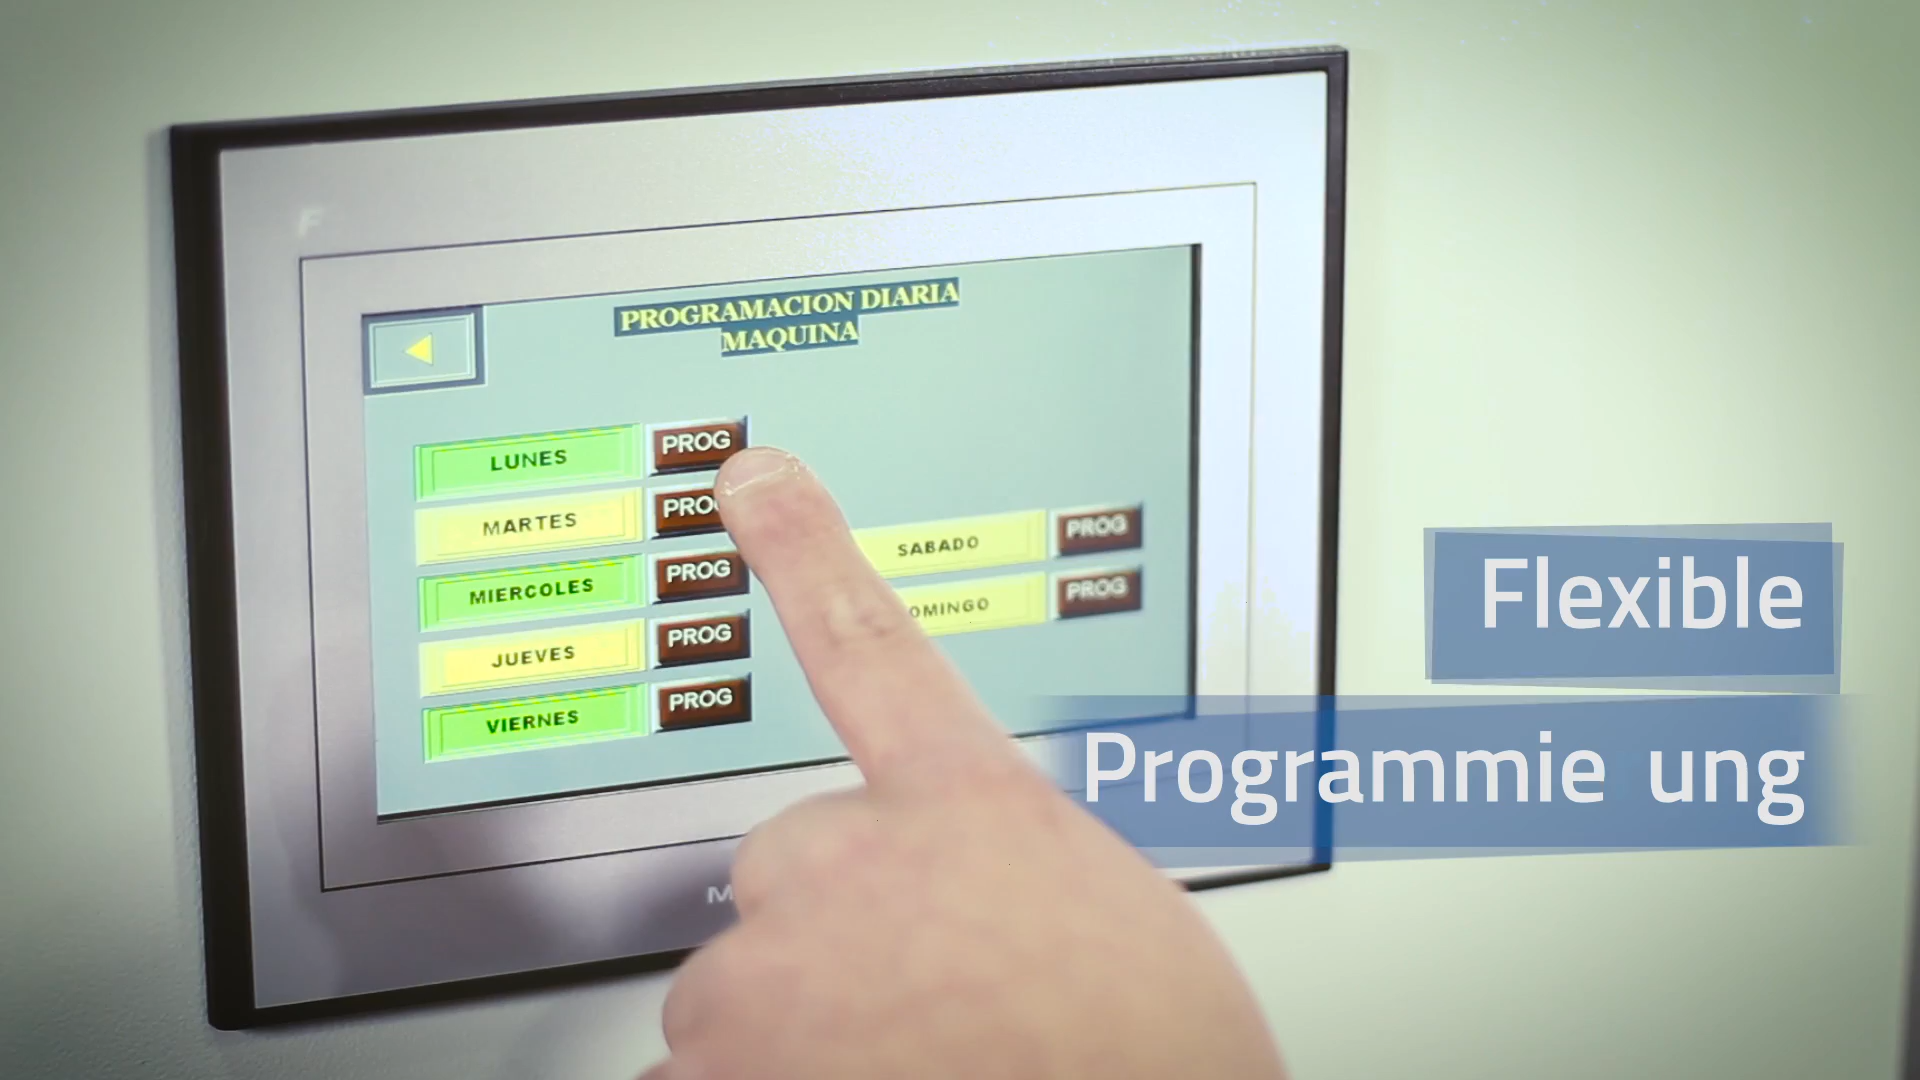 F
PROGRAMACION DIARIA
MAQUINA
LUNES PROG
MARTES PROG
MIERCOLES PROG
JUEVES PROG
VIERNES PROG
SABADO PROG
OMINGO PROG
Flexible
Programmie ung
M